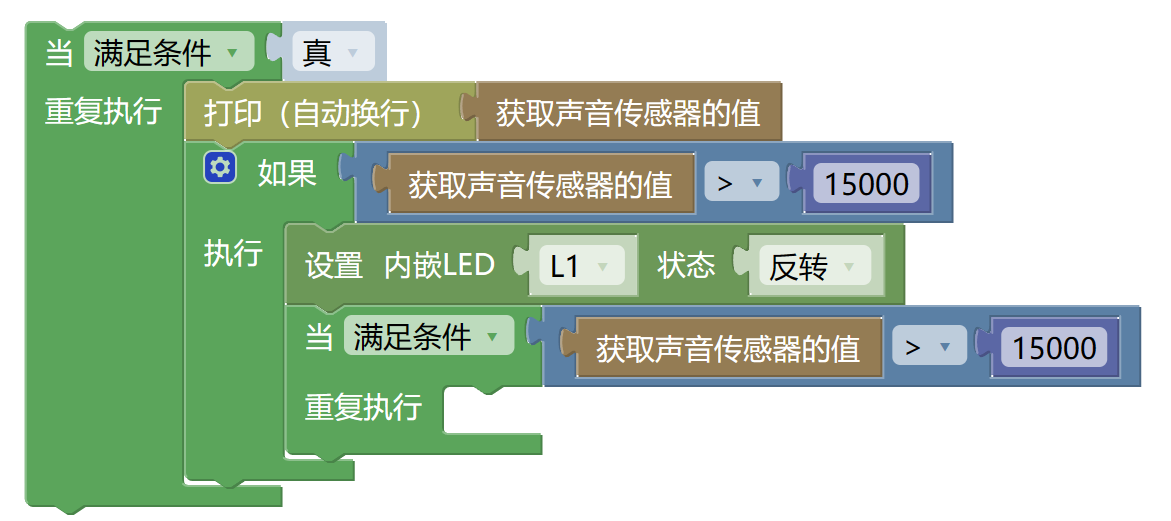 当 满足条件 真
重复执行 打印（自动换行） 获取声音传感器的值
如果 获取声音传感器的值 > 15000
执行 设置 内嵌LED L1 状态 反转
当 满足条件 获取声音传感器的值 > 15000
重复执行